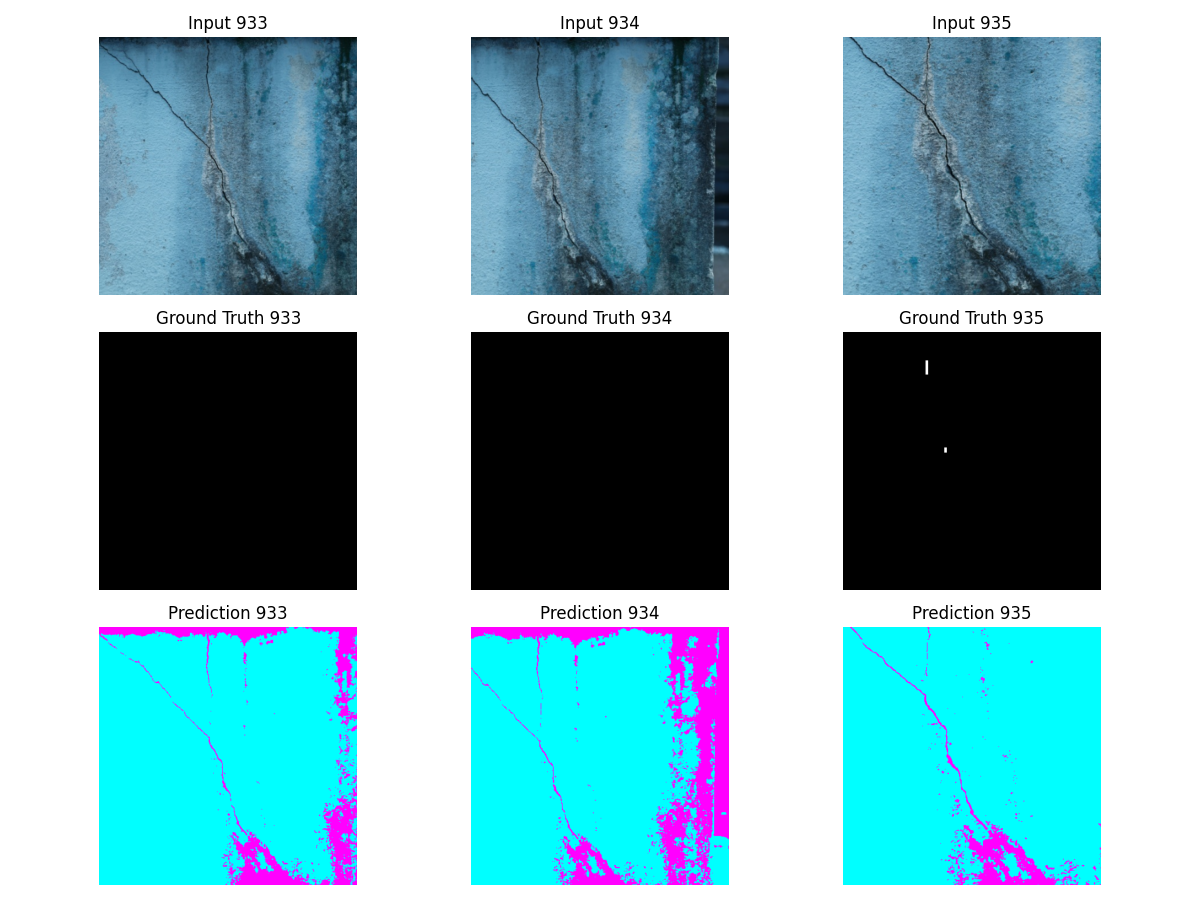 Input 933
Input 934
Input 935
Ground Truth 933
Ground Truth 934
Ground Truth 935
Prediction 933
Prediction 934
Prediction 935